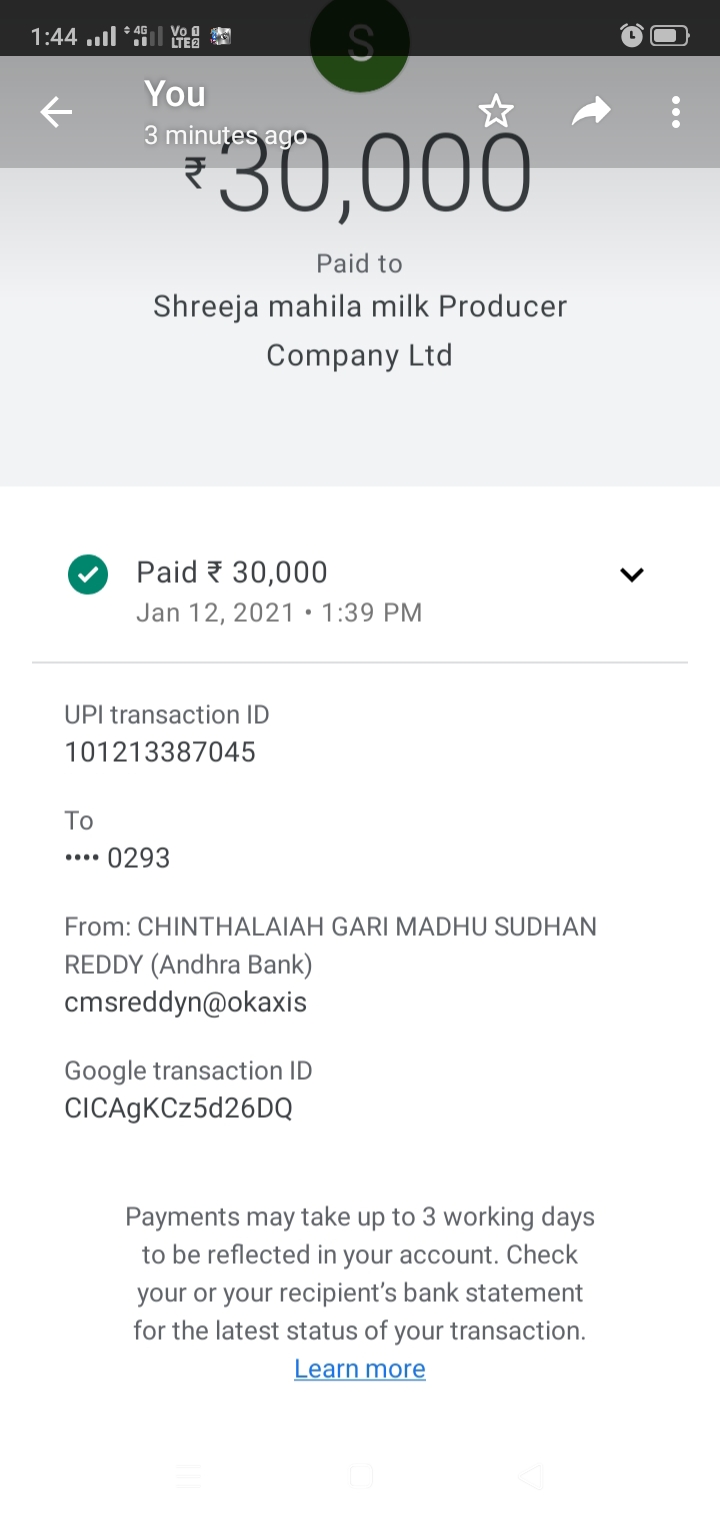 1:44 4G Vo 1 LTE2
S
You
3 minutes ago
₹30,000
Paid to
Shreeja mahila milk Producer
Company Ltd
Paid ₹ 30,000
Jan 12, 2021 • 1:39 PM
UPI transaction ID
101213387045
To
•••• 0293
From: CHINTHALAIAH GARI MADHU SUDHAN
REDDY (Andhra Bank)
cmsreddyn@okaxis
Google transaction ID
CICAgKCz5d26DQ
Payments may take up to 3 working days
to be reflected in your account. Check
your or your recipient’s bank statement
for the latest status of your transaction.
Learn more